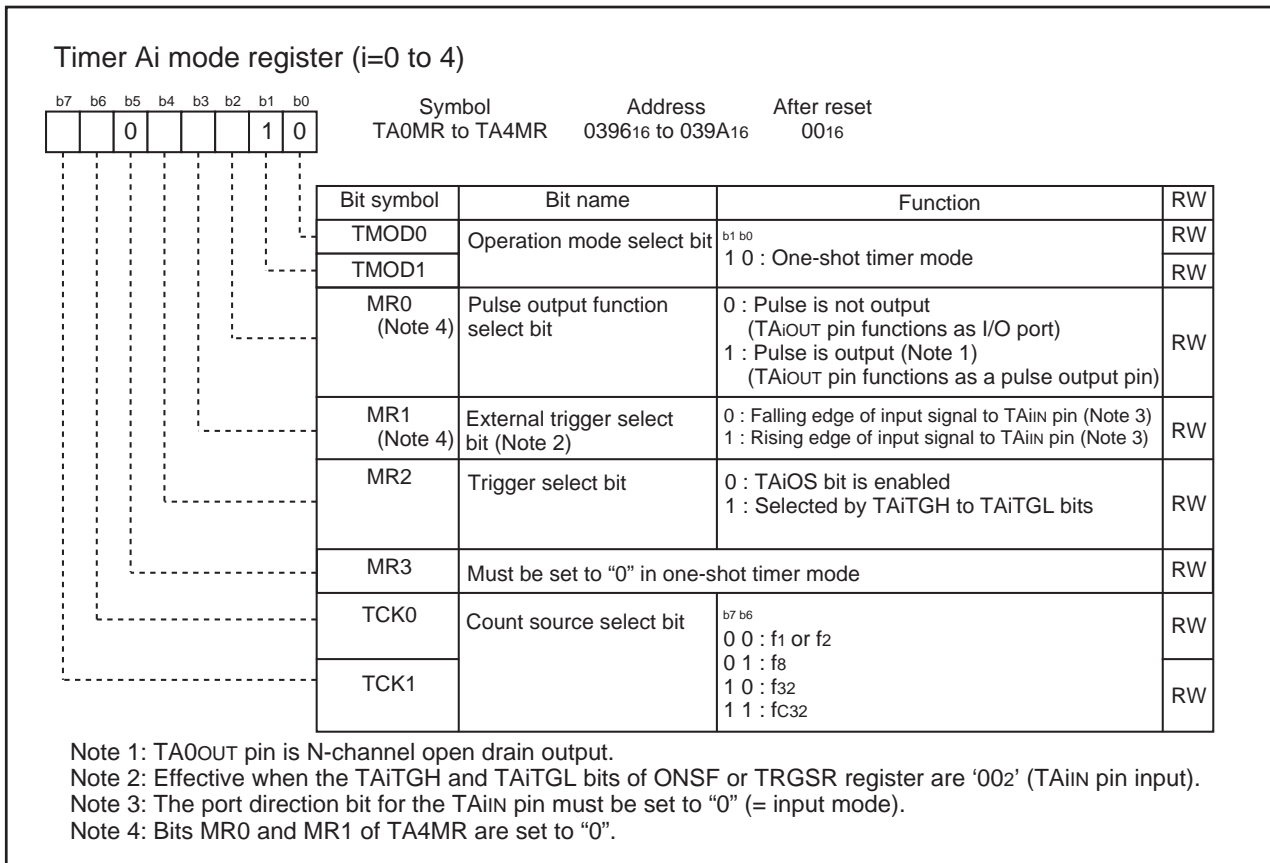 Timer Ai mode register (i=0 to 4)
b7 b6 b5 b4 b3 b2 b1 b0
0 1 0
Symbol Address After reset
TA0MR to TA4MR 039616 to 039A16 0016
Bit symbol Bit name Function RW
TMOD0 Operation mode select bit b1 b0 RW
1 0 : One-shot timer mode
TMOD1 RW
MR0 Pulse output function 0 : Pulse is not output
(Note 4) select bit (TAiOUT pin functions as I/O port)
1 : Pulse is output (Note 1) RW
(TAiOUT pin functions as a pulse output pin)
MR1 External trigger select 0 : Falling edge of input signal to TAiIN pin (Note 3)
(Note 4) bit (Note 2) 1 : Rising edge of input signal to TAiIN pin (Note 3) RW
MR2 Trigger select bit 0 : TAiOS bit is enabled
1 : Selected by TAiTGH to TAiTGL bits RW
MR3 Must be set to “0” in one-shot timer mode RW
TCK0 Count source select bit b7 b6 RW
0 0 : f1 or f2
0 1 : f8
TCK1 1 0 : f32 RW
1 1 : fC32
Note 1: TA0OUT pin is N-channel open drain output.
Note 2: Effective when the TAiTGH and TAiTGL bits of ONSF or TRGSR register are ‘002’ (TAiIN pin input).
Note 3: The port direction bit for the TAiIN pin must be set to “0” (= input mode).
Note 4: Bits MR0 and MR1 of TA4MR are set to “0”.